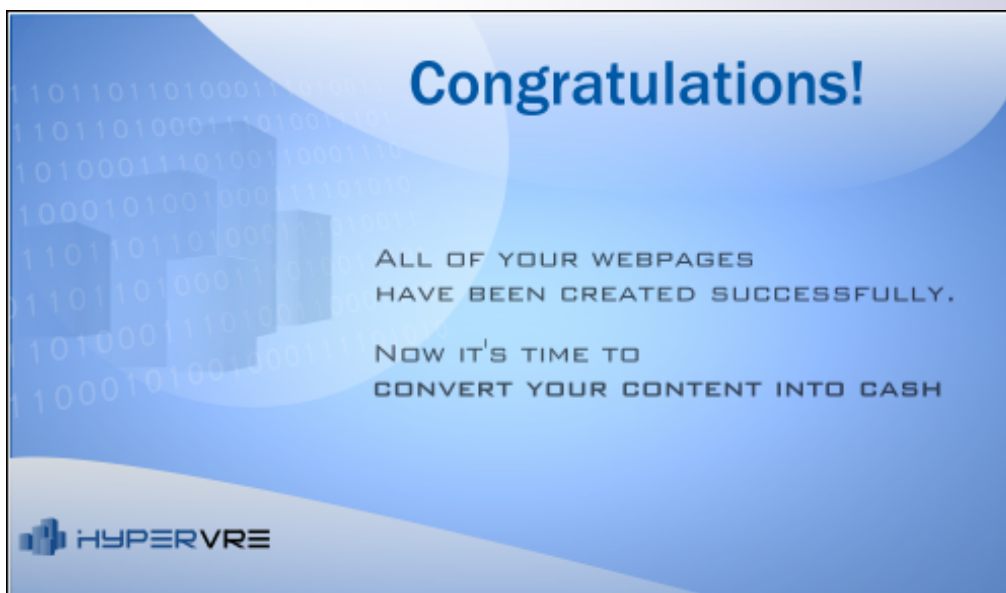 Congratulations!
All of your webpages
have been created successfully.
Now it's time to
convert your content into cash
HYPERVRE